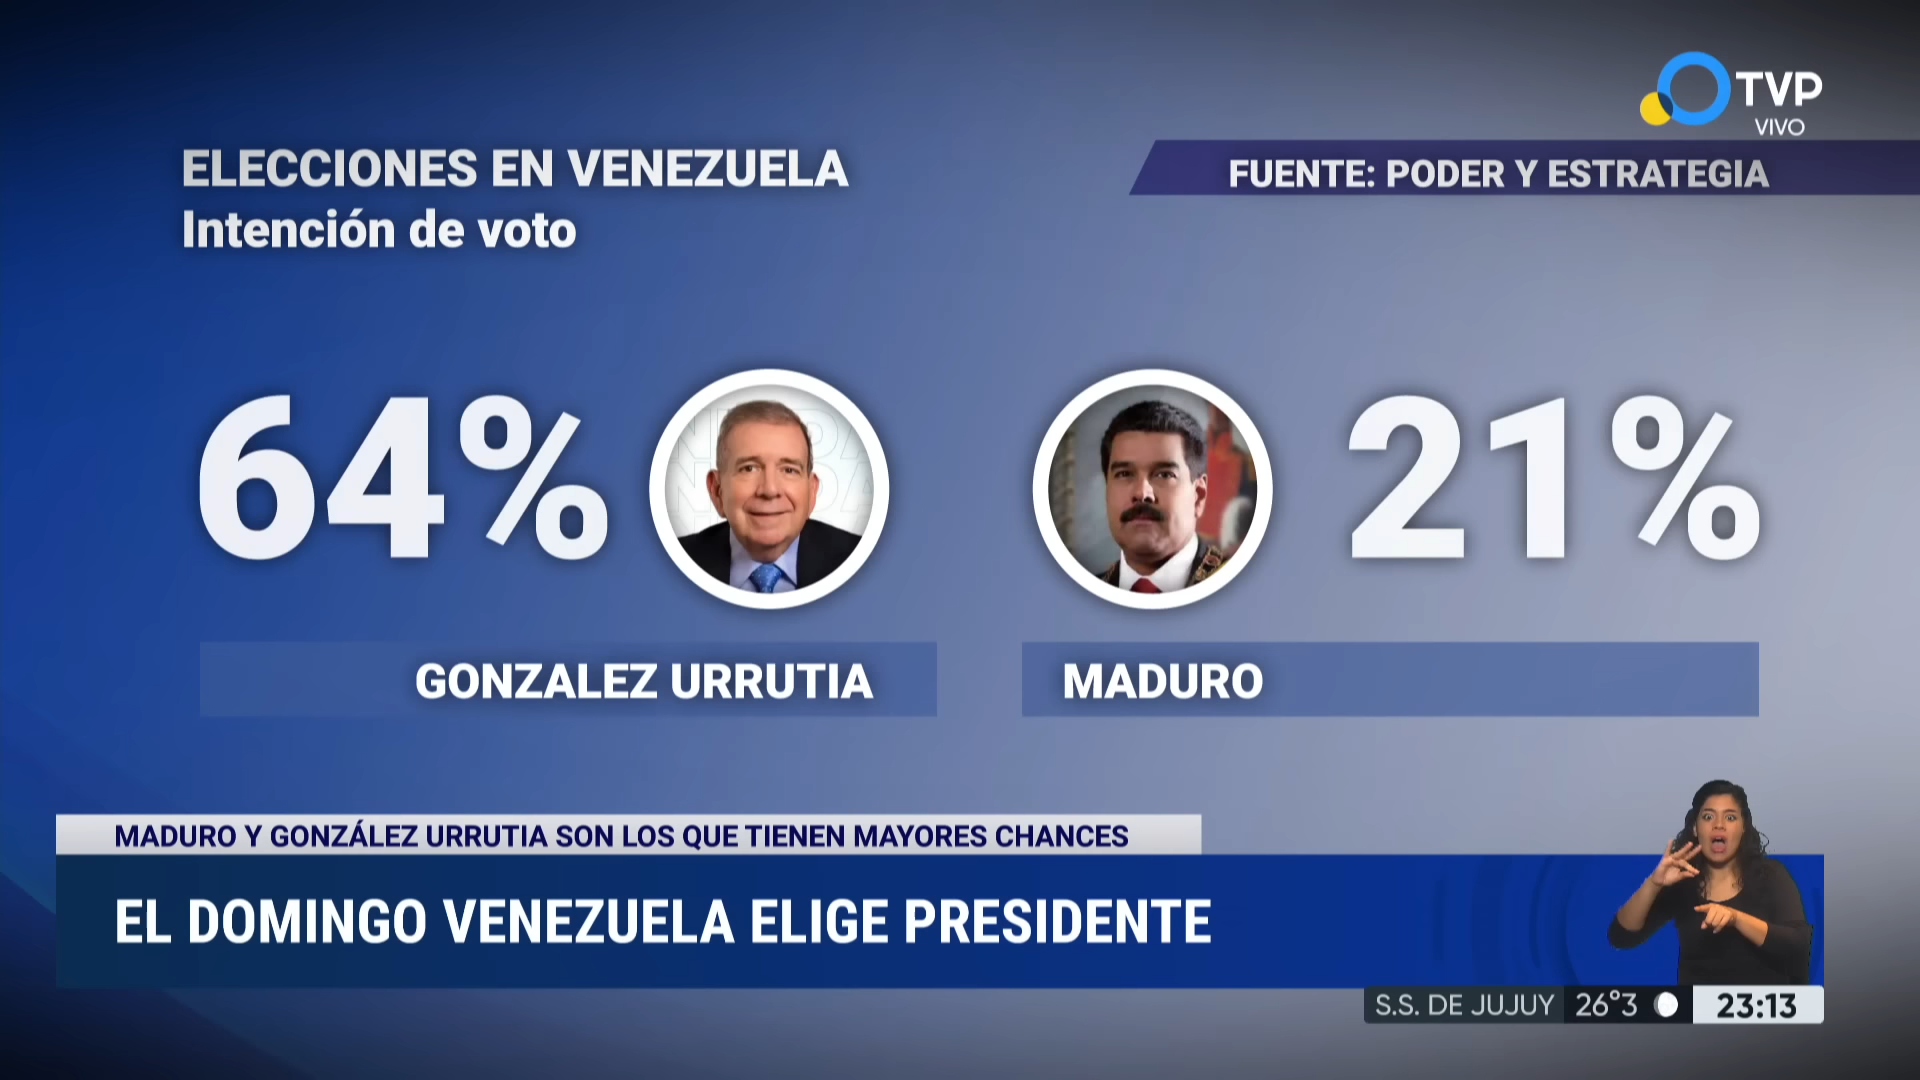 TVP
VIVO
ELECCIONES EN VENEZUELA
Intención de voto
FUENTE: PODER Y ESTRATEGIA
64%
21%
GONZALEZ URRUTIA
MADURO
MADURO Y GONZÁLEZ URRUTIA SON LOS QUE TIENEN MAYORES CHANCES
EL DOMINGO VENEZUELA ELIGE PRESIDENTE
S.S. DE JUJUY 26°3 23:13